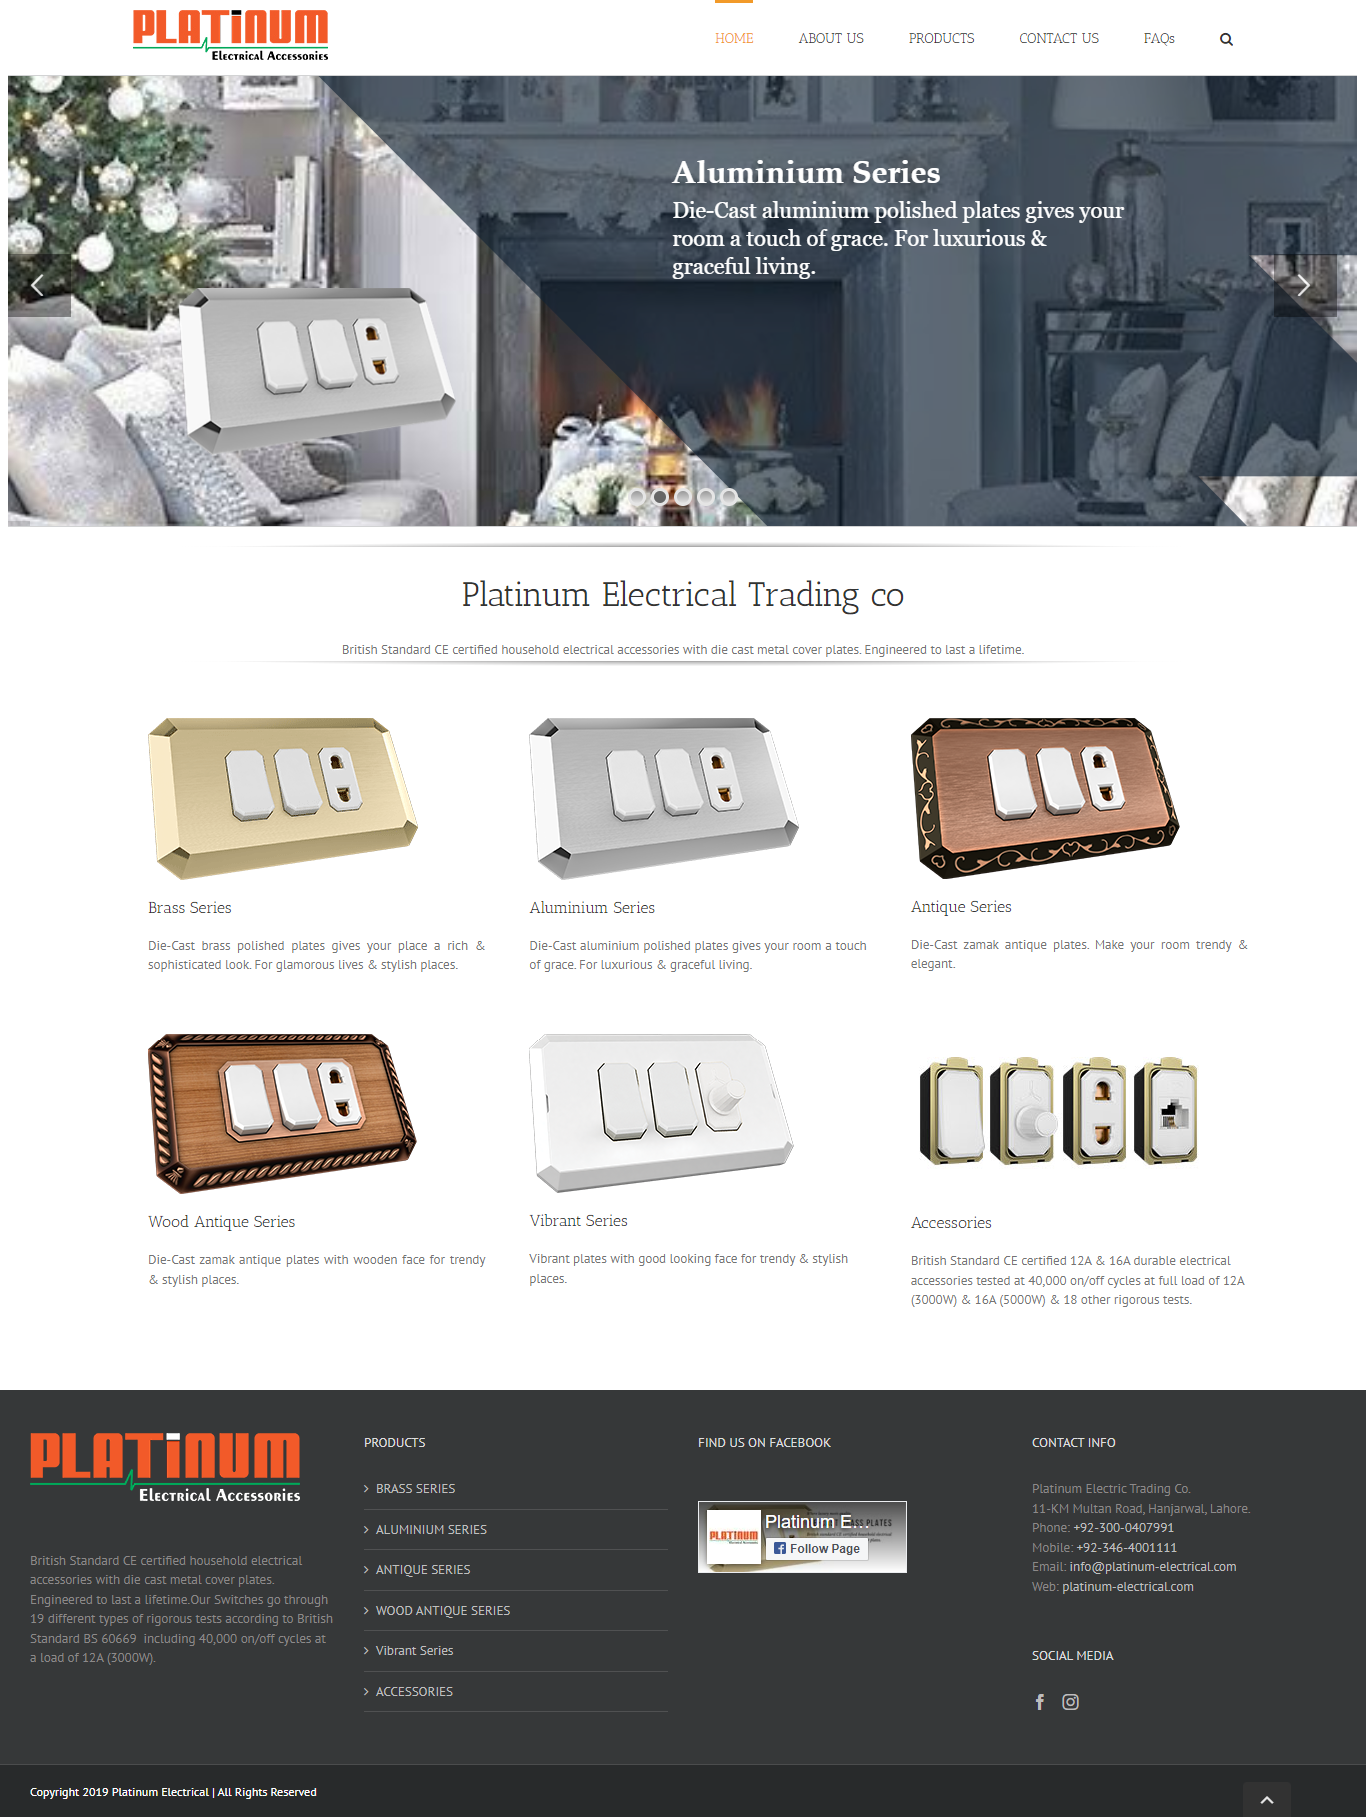 PLATiNUM
Electrical Accessories
HOME
ABOUT US
PRODUCTS
CONTACT US
FAQs
Aluminium Series
Die-Cast aluminium polished plates gives your
room a touch of grace. For luxurious &
graceful living.
Platinum Electrical Trading co
British Standard CE certified household electrical accessories with die cast metal cover plates. Engineered to last a lifetime.
Brass Series
Die-Cast brass polished plates gives your place a rich &
sophisticated look. For glamorous lives & stylish places.
Aluminium Series
Die-Cast aluminium polished plates gives your room a touch
of grace. For luxurious & graceful living.
Antique Series
Die-Cast zamak antique plates. Make your room trendy &
elegant.
Wood Antique Series
Die-Cast zamak antique plates with wooden face for trendy
& stylish places.
Vibrant Series
Vibrant plates with good looking face for trendy & stylish
places.
Accessories
British Standard CE certified 12A & 16A durable electrical
accessories tested at 40,000 on/off cycles at full load of 12A
(3000W) & 16A (5000W) & 18 other rigorous tests.
PLATiNUM
Electrical Accessories
British Standard CE certified household electrical
accessories with die cast metal cover plates.
Engineered to last a lifetime.Our Switches go through
19 different types of rigorous tests according to British
Standard BS 60669  including 40,000 on/off cycles at
a load of 12A (3000W).
PRODUCTS
BRASS SERIES
ALUMINIUM SERIES
ANTIQUE SERIES
WOOD ANTIQUE SERIES
Vibrant Series
ACCESSORIES
FIND US ON FACEBOOK
PLATiNUM
Platinum E...
PLATES
Follow Page
CONTACT INFO
Platinum Electric Trading Co.
11-KM Multan Road, Hanjarwal, Lahore.
Phone: +92-300-0407991
Mobile: +92-346-4001111
Email: info@platinum-electrical.com
Web: platinum-electrical.com
SOCIAL MEDIA
Copyright 2019 Platinum Electrical | All Rights Reserved